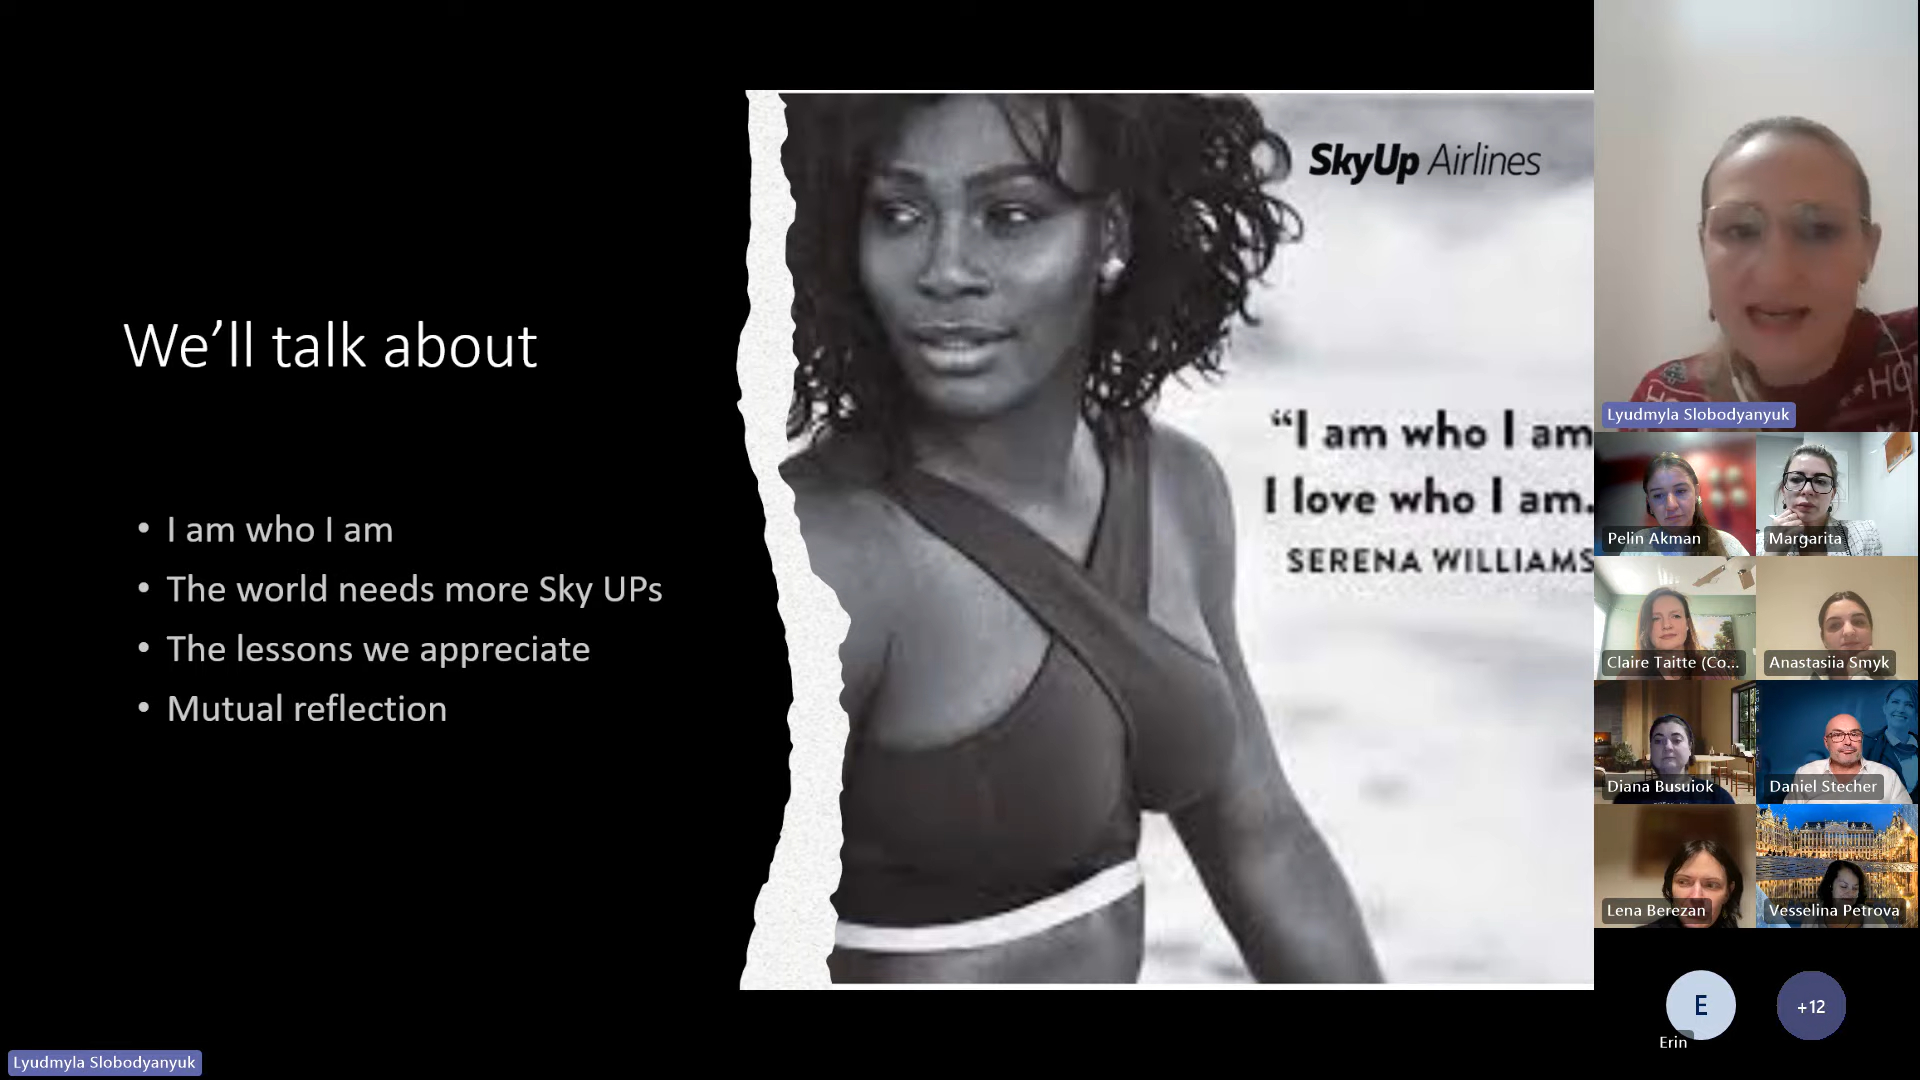 We’ll talk about
• I am who I am
• The world needs more Sky UPs
• The lessons we appreciate
• Mutual reflection
SkyUp Airlines
“I am who I am
I love who I am.
SERENA WILLIAMS
Lyudmyla Slobodyanyuk
Pelin Akman
Margarita
Claire Taitte (Co...
Anastasiia Smyk
Diana Busuiok
Daniel Stecher
Lena Berezan
Vesselina Petrova
E
Erin
+12
Lyudmyla Slobodyanyuk